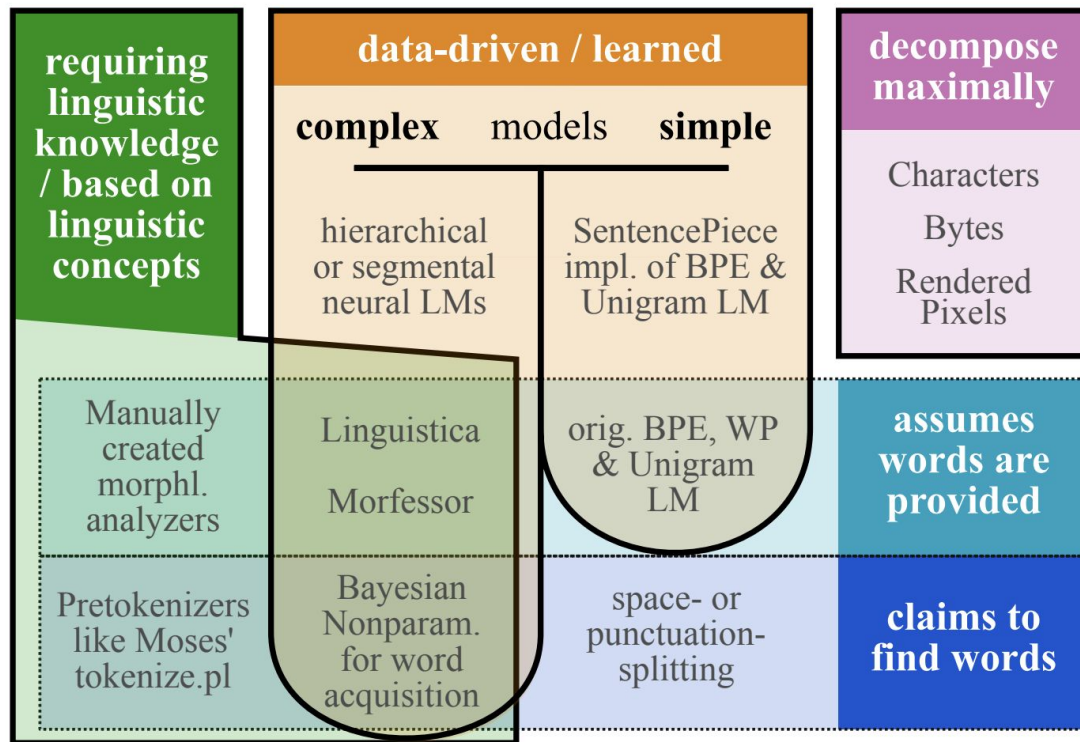 requiring
linguistic
knowledge
/ based on
linguistic
concepts
data-driven / learned
complex models simple
hierarchical
or segmental
neural LMs
SentencePiece
impl. of BPE &
Unigram LM
decompose
maximally
Characters
Bytes
Rendered
Pixels
Manually
created
morphl.
analyzers
Linguistica
Morfessor
orig. BPE, WP
& Unigram
LM
assumes
words are
provided
Pretokenizers
like Moses'
tokenize.pl
Bayesian
Nonparam.
for word
acquisition
space- or
punctuation-
splitting
claims to
find words